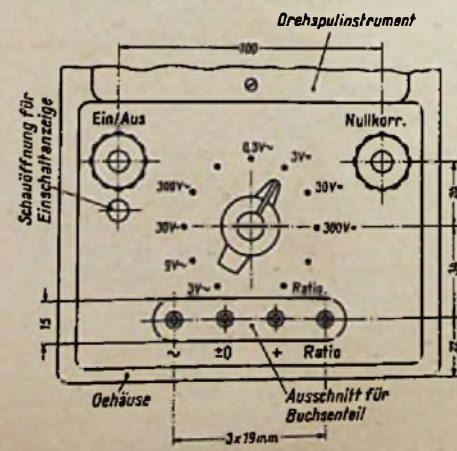 Drehspulinstrument
100
Ein/Aus
Nullkorr.
Schauöffnung für
Einschaltanzeige
0,3V~
3V=
300V~
30V=
30V~
300V=
9V~
3V~
Ratio.
15
~
±0
+
Ratio
Gehäuse
Ausschnitt für
Buchsenteil
3x19mm